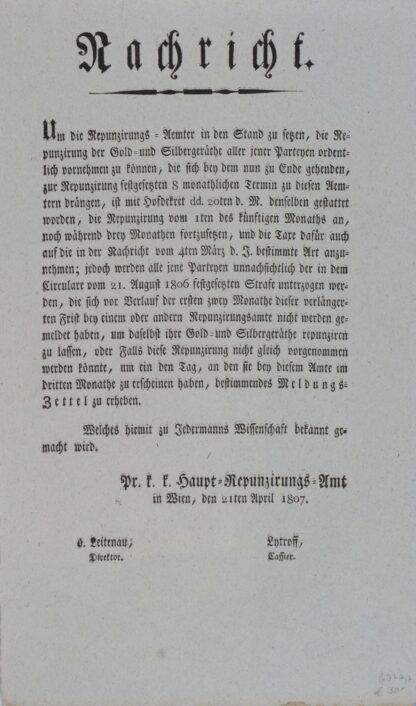 Nachricht.
Um die Repunzirungs-Aemter in den Stand zu setzen, die Re-
punzirung der Gold- und Silbergeräthe aller jener Parteyen ordent-
lich vornehmen zu können, die sich bey dem nun zu Ende gehenden,
zur Repunzirung festgesetzten 8 monathlichen Termin zu diesen Aem-
tern drängen, ist mit Hofdekret dd. 20ten d. M. denselben gestattet
worden, die Repunzirung vom 1ten des künftigen Monaths an,
noch während drey Monathen fortzusetzen, und die Taxe dafür auch
auf die in der Nachricht vom 4ten März d. J. bestimmte Art anzu-
nehmen; jedoch werden alle jene Parteyen unnachsichtlich der in dem
Circulare vom 21. August 1806 festgesetzten Strafe unterzogen wer-
den, die sich vor Verlauf der ersten zwey Monathe dieser verlänger-
ten Frist bey einem oder andern Repunzirungsamte nicht werden ge-
meldet haben, um daselbst ihre Gold- und Silbergeräthe repunziren
zu lassen, oder Falls diese Repunzirung nicht gleich vorgenommen
werden könnte, um ein den Tag, an den sie bey diesem Amte im
dritten Monathe zu erscheinen haben, bestimmendes Meldungs-
Zettel zu erheben.
Welches hiemit zu Jedermanns Wissenschaft bekannt ge-
macht wird.
Pr. k. k. Haupt-Repunzirungs-Amt
in Wien, den 21ten April 1807.
v. Leitenau, Lytroff,
Direktor. Cassier.